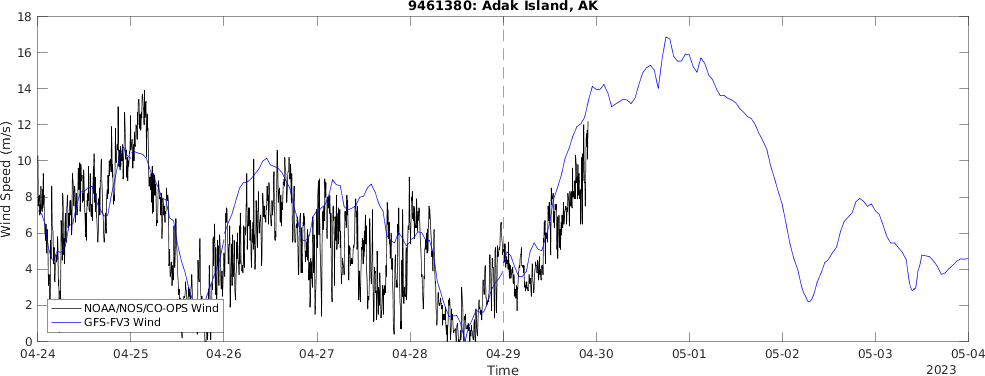 9461380: Adak Island, AK
Wind Speed (m/s)
18
16
14
12
10
8
6
4
2
0
NOAA/NOS/CO-OPS Wind
GFS-FV3 Wind
04-24 04-25 04-26 04-27 04-28 04-29 04-30 05-01 05-02 05-03 05-04
Time
2023